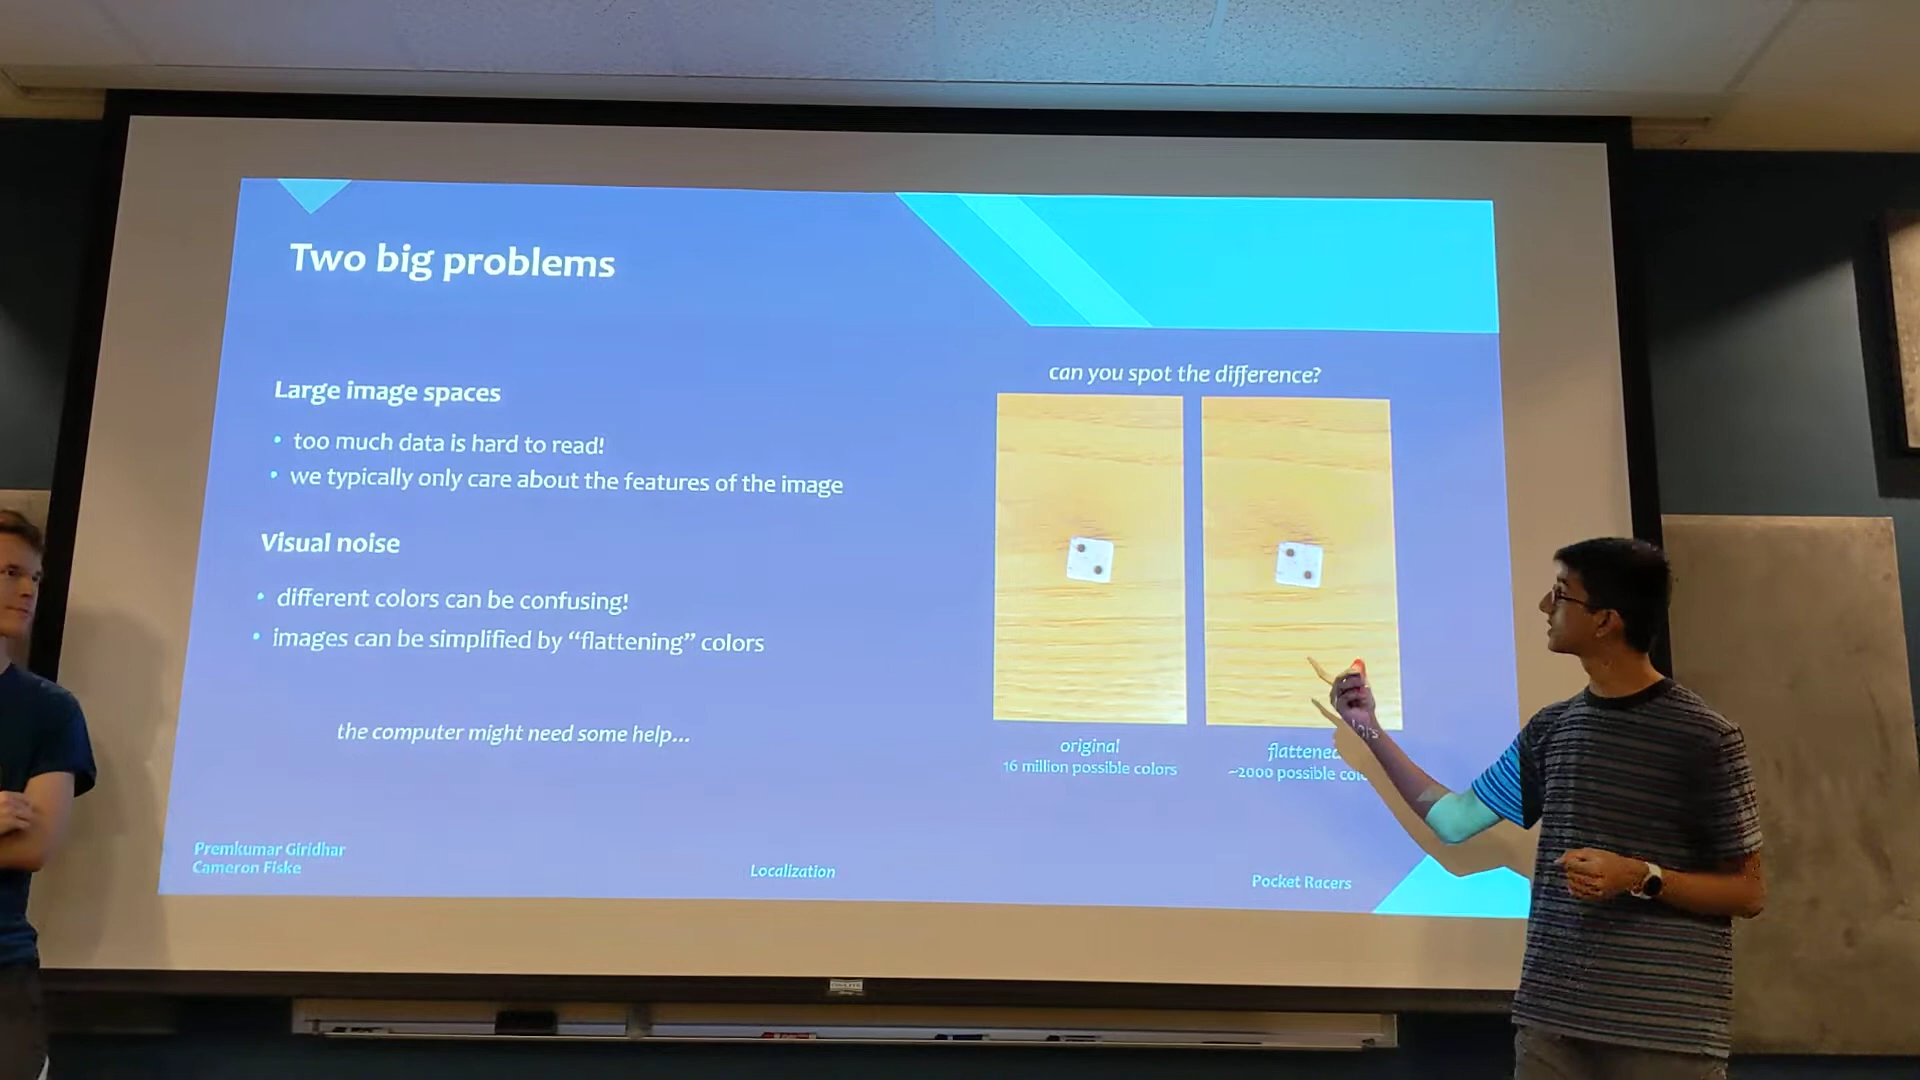 Two big problems
can you spot the difference?
Large image spaces
• too much data is hard to read!
• we typically only care about the features of the image
Visual noise
• different colors can be confusing!
• images can be simplified by “flattening” colors
the computer might need some help...
original
16 million possible colors
flattened
~2000 possible colors
Premkumar Giridhar
Cameron Fiske
Localization
Pocket Racers